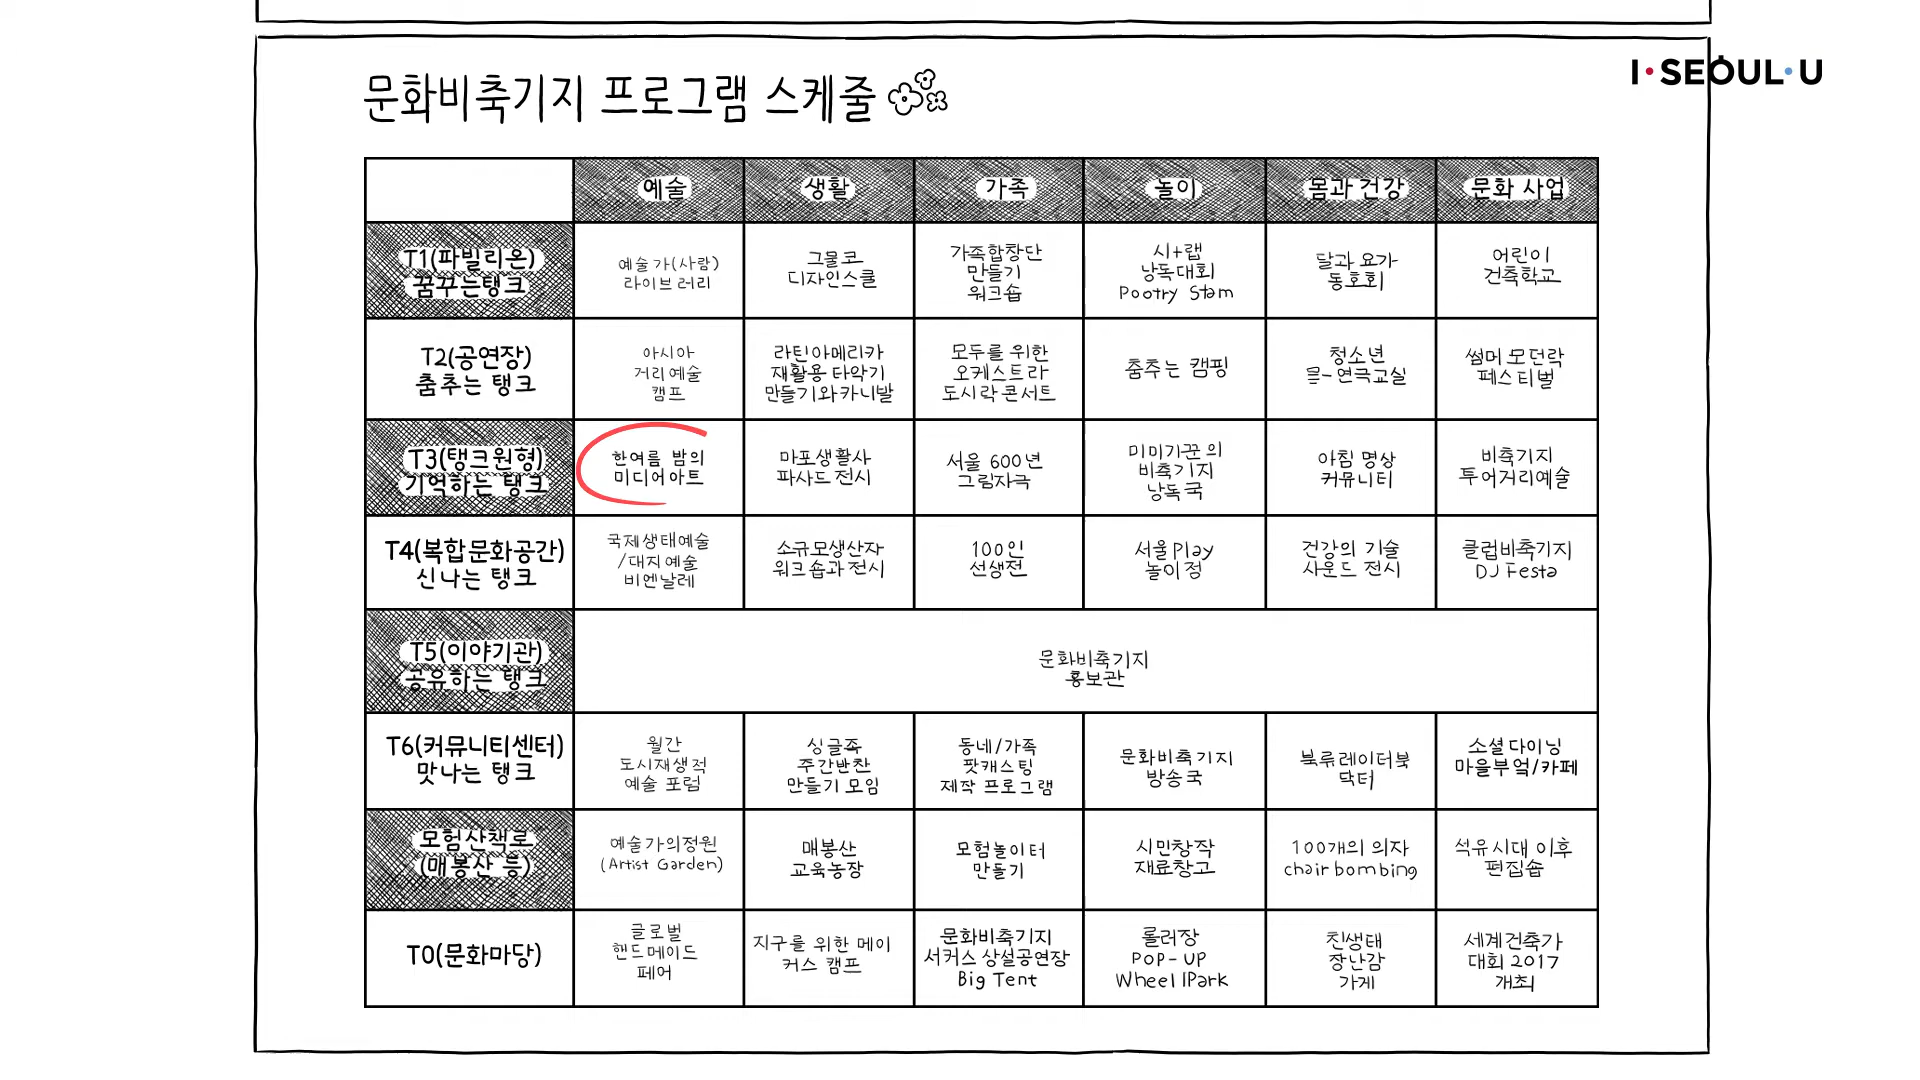 I·SEOUL·U
문화비축기지 프로그램 스케줄
예술
생활
가족
놀이
몸과 건강
문화 사업
T1(파빌리온)
꿈꾸는탱크
예술가(사람)
라이브러리
그물코
디자인스쿨
가족합창단
만들기
워크숍
시+랩
낭독대회
Pootry Stam
달과 요가
동호회
어린이
건축학교
T2(공연장)
춤추는 탱크
아시아
거리예술
캠프
라틴아메리카
재활용 타악기
만들기와카니발
모두를 위한
오케스트라
도시락콘서트
춤추는 캠핑
청소년
몸-연극교실
썸머 모던락
페스티벌
T3(탱크원형)
기억하는 탱크
한여름 밤의
미디어아트
마포생활사
파사드전시
서울 600년
그림자극
미미가꾼의
비축기지
낭독국
아침 명상
커뮤니티
비축기지
투어거리예술
T4(복합문화공간)
신나는 탱크
국제생태예술
/대지예술
비엔날레
소규모생산자
워크숍과전시
100인
선생전
서울Play
놀이정
건강의 기술
사운드 전시
클럽비축기지
DJ Festa
T5(이야기관)
공유하는 탱크
문화비축기지
홍보관
T6(커뮤니티센터)
맛나는 탱크
월간
도시재생적
예술 포럼
싱글족
주간반찬
만들기 모임
동네/가족
팟캐스팅
제작 프로그램
문화비축기지
방송국
북류레이터북
닥터
소셜다이닝
마을부엌/카페
모험산책로
(매봉산 등)
예술가의정원
(Artist Garden)
매봉산
교육농장
모험놀이터
만들기
시민창작
재료창고
100개의 의자
chairbombing
석유시대 이후
편집숍
T0(문화마당)
글로벌
핸드메이드
페어
지구를 위한 메이
커스 캠프
문화비축기지
서커스 상설공연장
Big Tent
롤러장
POP-UP
Wheel IPark
친생태
장난감
가게
세계건축가
대회 2017
개최